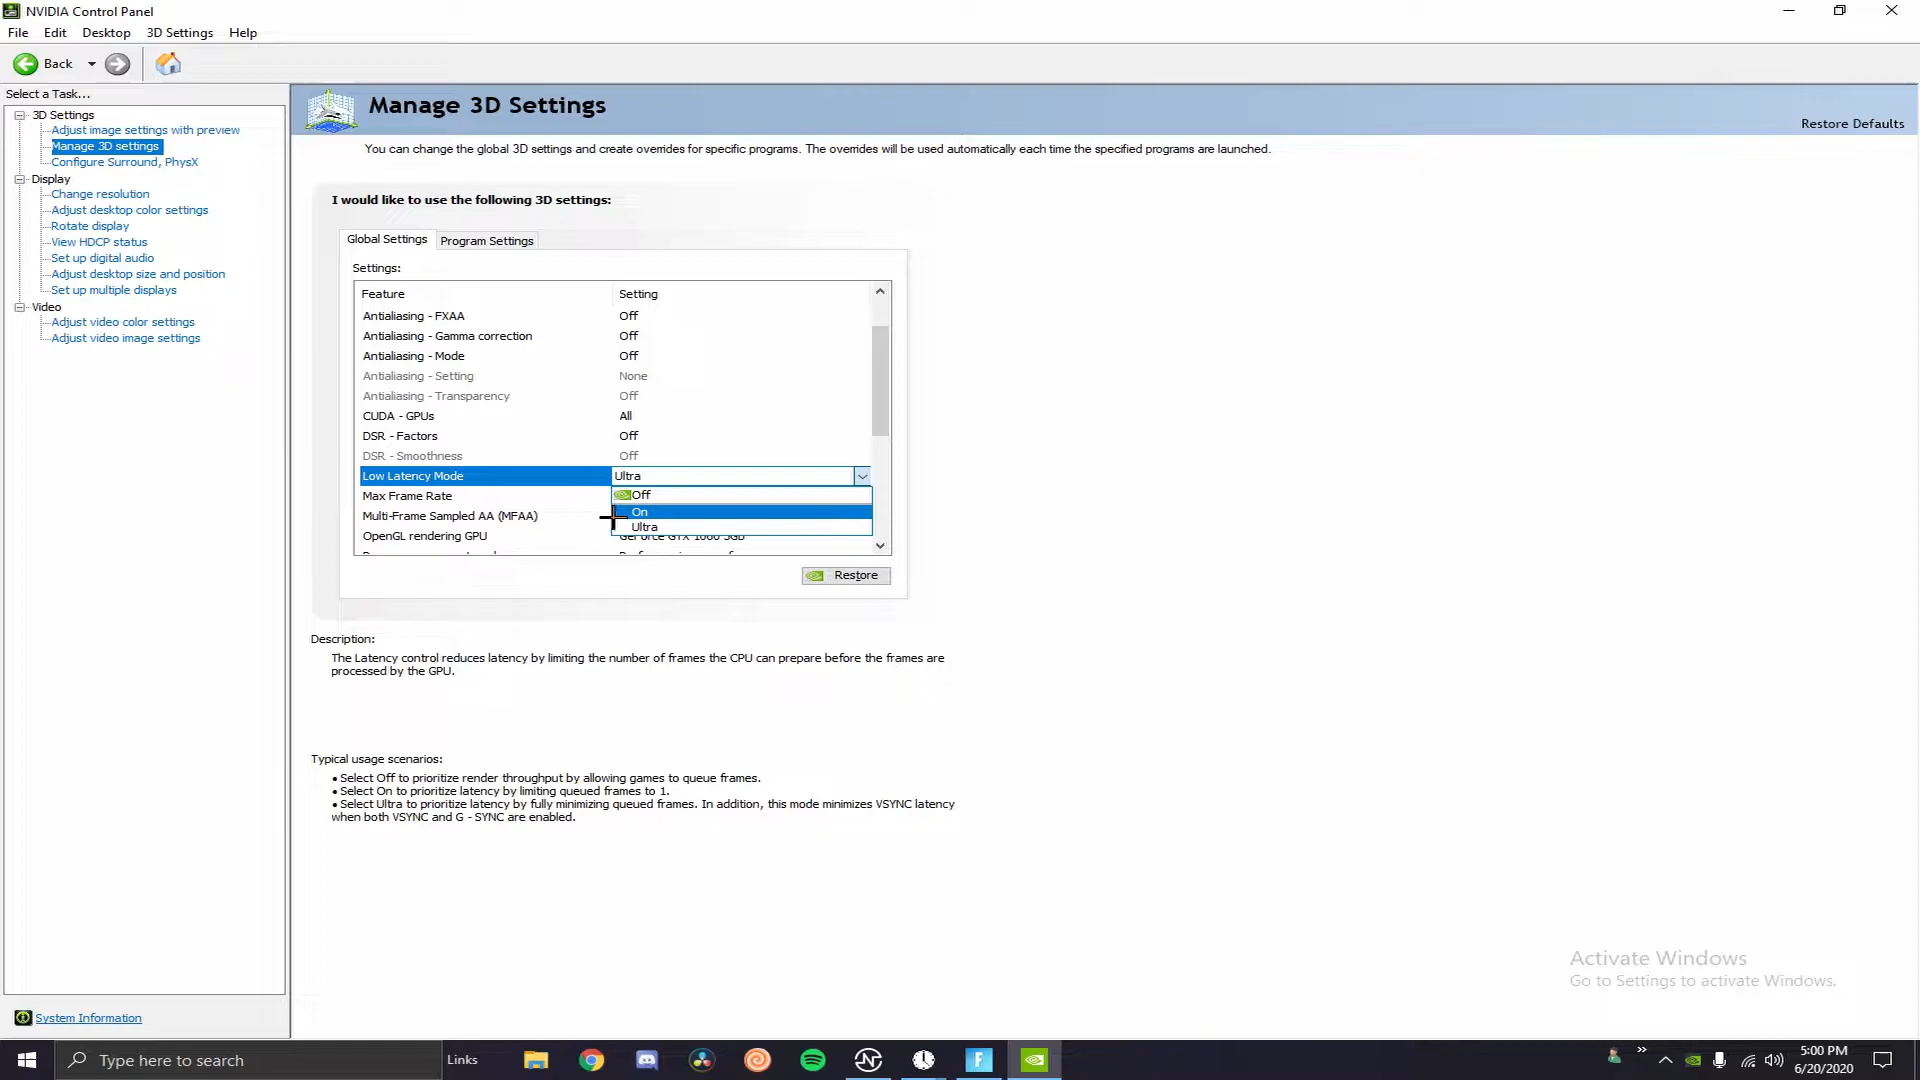 NVIDIA Control Panel
File Edit Desktop 3D Settings Help
Back
Select a Task...
3D Settings
Adjust image settings with preview
Manage 3D settings
Configure Surround, PhysX
Display
Change resolution
Adjust desktop color settings
Rotate display
View HDCP status
Set up digital audio
Adjust desktop size and position
Set up multiple displays
Video
Adjust video color settings
Adjust video image settings
System Information
Manage 3D Settings
Restore Defaults
You can change the global 3D settings and create overrides for specific programs. The overrides will be used automatically each time the specified programs are launched.
I would like to use the following 3D settings:
Global Settings Program Settings
Settings:
Feature Setting
Antialiasing - FXAA Off
Antialiasing - Gamma correction Off
Antialiasing - Mode Off
Antialiasing - Setting None
Antialiasing - Transparency Off
CUDA - GPUs All
DSR - Factors Off
DSR - Smoothness Off
Low Latency Mode Ultra
Max Frame Rate Off
Multi-Frame Sampled AA (MFAA) On
Ultra
OpenGL rendering GPU
Restore
Description:
The Latency control reduces latency by limiting the number of frames the CPU can prepare before the frames are
processed by the GPU.
Typical usage scenarios:
• Select Off to prioritize render throughput by allowing games to queue frames.
• Select On to prioritize latency by limiting queued frames to 1.
• Select Ultra to prioritize latency by fully minimizing queued frames. In addition, this mode minimizes VSYNC latency
when both VSYNC and G - SYNC are enabled.
Activate Windows
Go to Settings to activate Windows.
Type here to search
Links
5:00 PM
6/20/2020